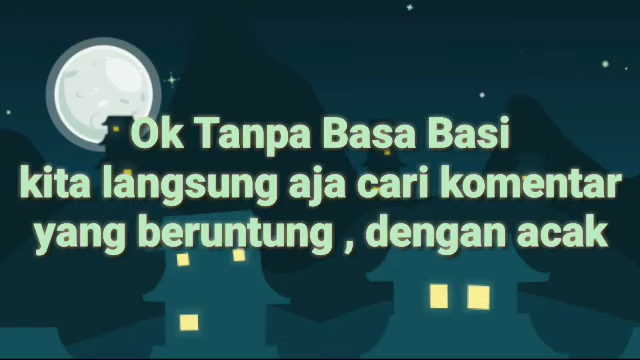 Ok Tanpa Basa Basi
kita langsung aja cari komentar
yang beruntung , dengan acak